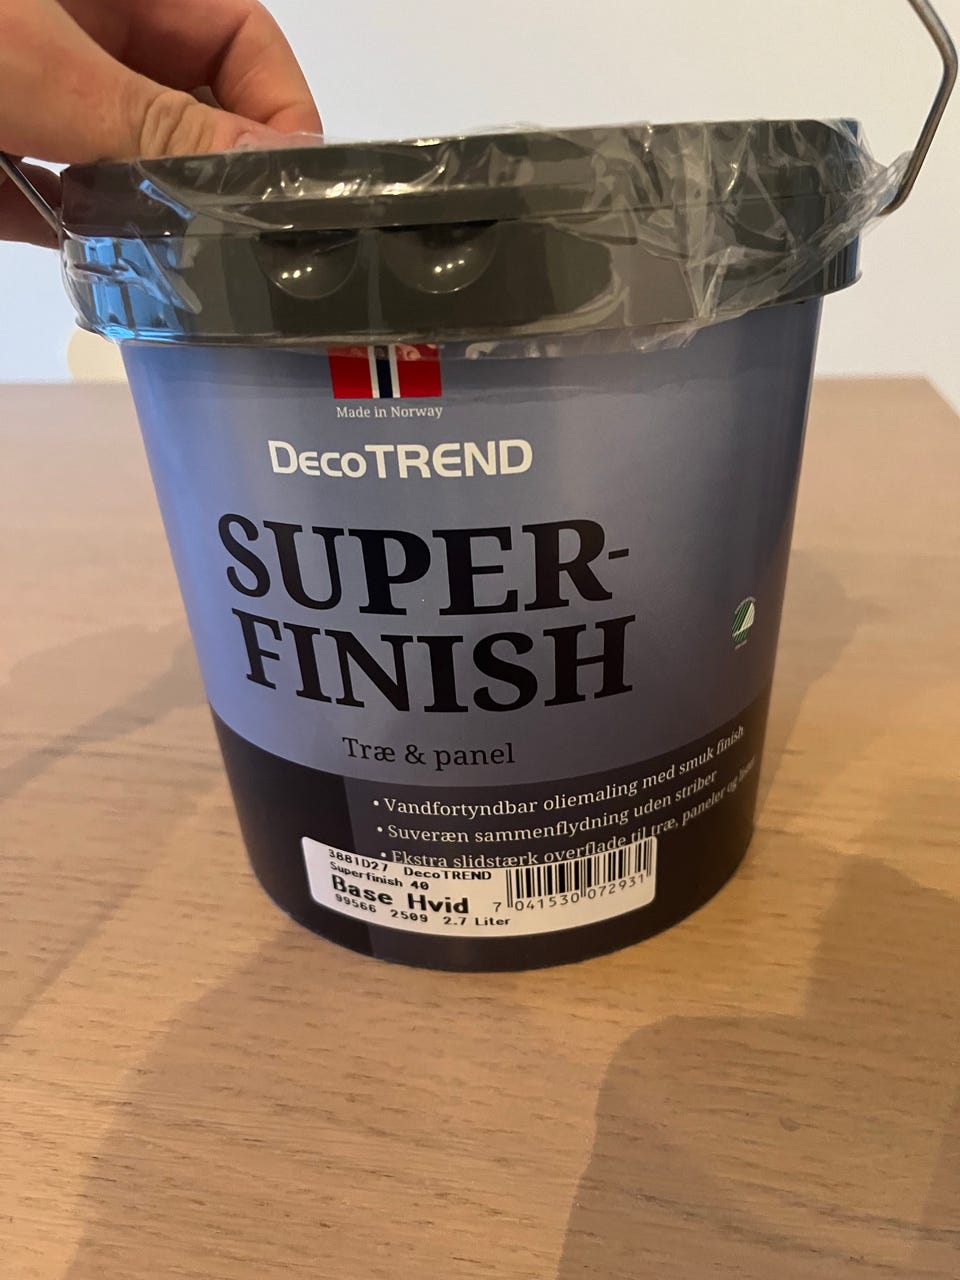 Made in Norway
DecoTREND
SUPER-
FINISH
Træ & panel
• Vandfortyndbar oliemaling med smuk finish
• Suveræn sammenflydning uden striber
• Ekstra slidstærk overflade til træ, paneler og lister
3881D27 DecoTREND
Superfinish 40
Base Hvid
99566 2509 2.7 Liter
7 041530 072931